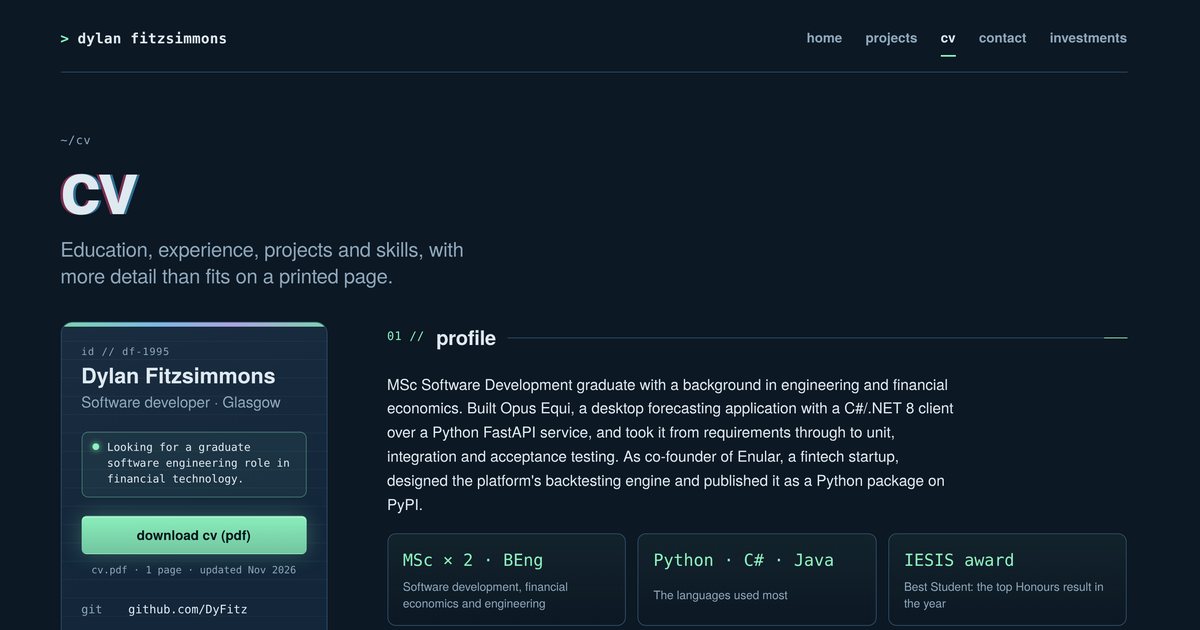 > dylan fitzsimmons
home projects cv contact investments
~/cv
cv
Education, experience, projects and skills, with
more detail than fits on a printed page.
id // df-1995
Dylan Fitzsimmons
Software developer · Glasgow
Looking for a graduate
software engineering role in
financial technology.
download cv (pdf)
cv.pdf · 1 page · updated Nov 2026
git github.com/DyFitz
01 // profile
MSc Software Development graduate with a background in engineering and financial
economics. Built Opus Equi, a desktop forecasting application with a C#/.NET 8 client
over a Python FastAPI service, and took it from requirements through to unit,
integration and acceptance testing. As co-founder of Enular, a fintech startup,
designed the platform's backtesting engine and published it as a Python package on
PyPI.
MSc × 2 · BEng
Software development, financial
economics and engineering
Python · C# · Java
The languages used most
IESIS award
Best Student: the top Honours result in
the year